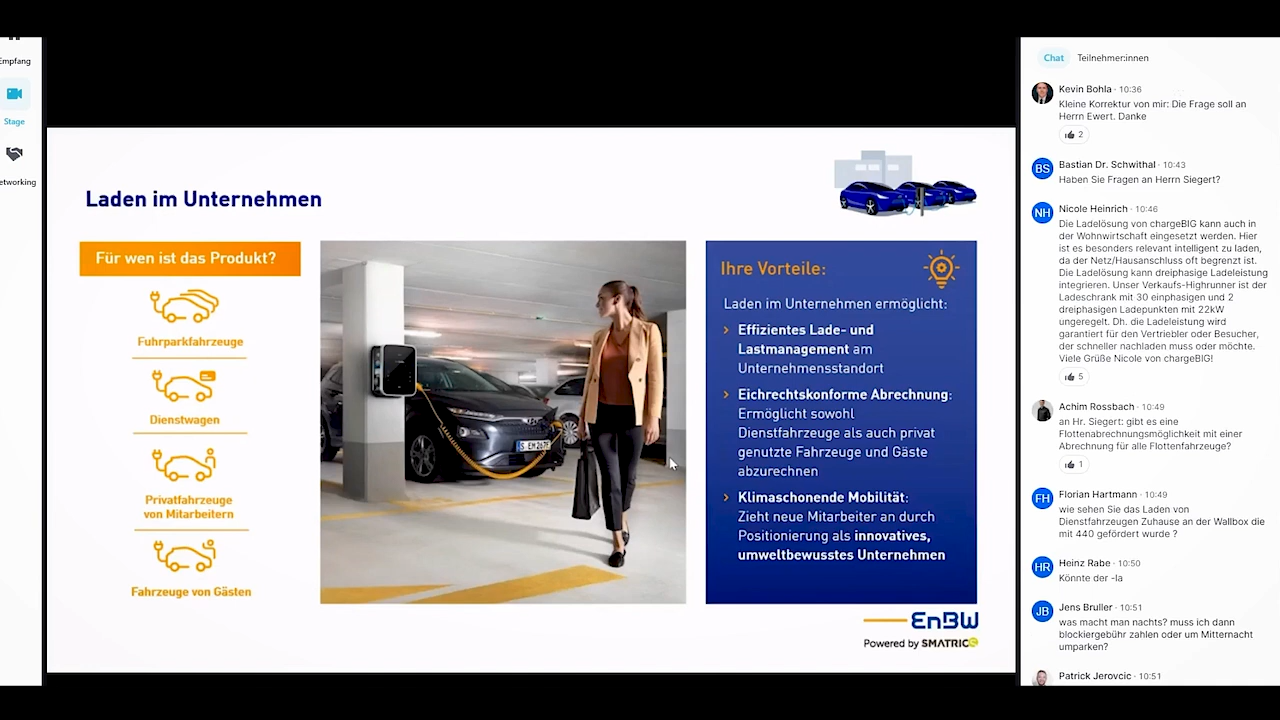 Empfang
Stage
etworking
Laden im Unternehmen
Für wen ist das Produkt?
Fuhrparkfahrzeuge
Dienstwagen
Privatfahrzeuge
von Mitarbeitern
Fahrzeuge von Gästen
S EM 267E
Ihre Vorteile:
Laden im Unternehmen ermöglicht:
Effizientes Lade- und
Lastmanagement am
Unternehmensstandort
Eichrechtskonforme Abrechnung:
Ermöglicht sowohl
Dienstfahrzeuge als auch privat
genutzte Fahrzeuge und Gäste
abzurechnen
Klimaschonende Mobilität:
Zieht neue Mitarbeiter an durch
Positionierung als innovatives,
umweltbewusstes Unternehmen
EnBW
Powered by SMATRICS
Chat Teilnehmer:innen
Kevin Bohla · 10:36
Kleine Korrektur von mir: Die Frage soll an
Herrn Ewert. Danke
2
BS
Bastian Dr. Schwithal · 10:43
Haben Sie Fragen an Herrn Siegert?
NH
Nicole Heinrich · 10:46
Die Ladelösung von chargeBIG kann auch in
der Wohnwirtschaft eingesetzt werden. Hier
ist es besonders relevant intelligent zu laden,
da der Netz/Hausanschluss oft begrenzt ist.
Die Ladelösung kann dreiphasige Ladeleistung
integrieren. Unser Verkaufs-Highrunner ist der
Ladeschrank mit 30 einphasigen und 2
dreiphasigen Ladepunkten mit 22kW
ungeregelt. Dh. die Ladeleistung wird
garantiert für den Vertriebler oder Besucher,
der schneller nachladen muss oder möchte.
Viele Grüße Nicole von chargeBIG!
5
Achim Rossbach · 10:49
an Hr. Siegert: gibt es eine
Flottenabrechnungsmöglichkeit mit einer
Abrechnung für alle Flottenfahrzeuge?
1
FH
Florian Hartmann · 10:49
wie sehen Sie das Laden von
Dienstfahrzeugen Zuhause an der Wallbox die
mit 440 gefördert wurde ?
HR
Heinz Rabe · 10:50
Könnte der -la
JB
Jens Bruller · 10:51
was macht man nachts? muss ich dann
blockiergebühr zahlen oder um Mitternacht
umparken?
Patrick Jerovcic · 10:51